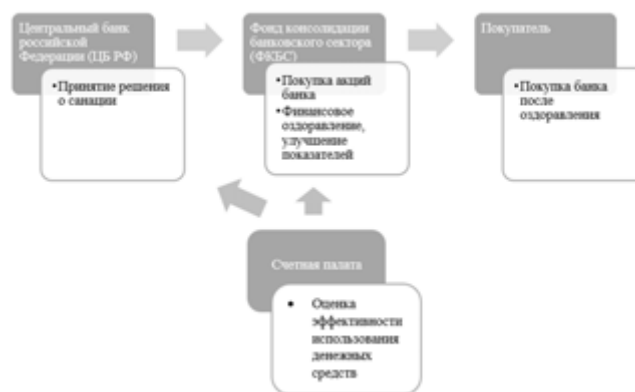 Центральный банк
российской
Федерации (ЦБ РФ)
•Принятие решения
о санации
Фонд консолидации
банковского сектора
(ФКБС)
•Покупка акций
банка
•Финансовое
оздоровление,
улучшение
показателей
Покупатель
•Покупка банка
после
оздоровления
Счетная палата
• Оценка
эффективности
использования
денежных
средств